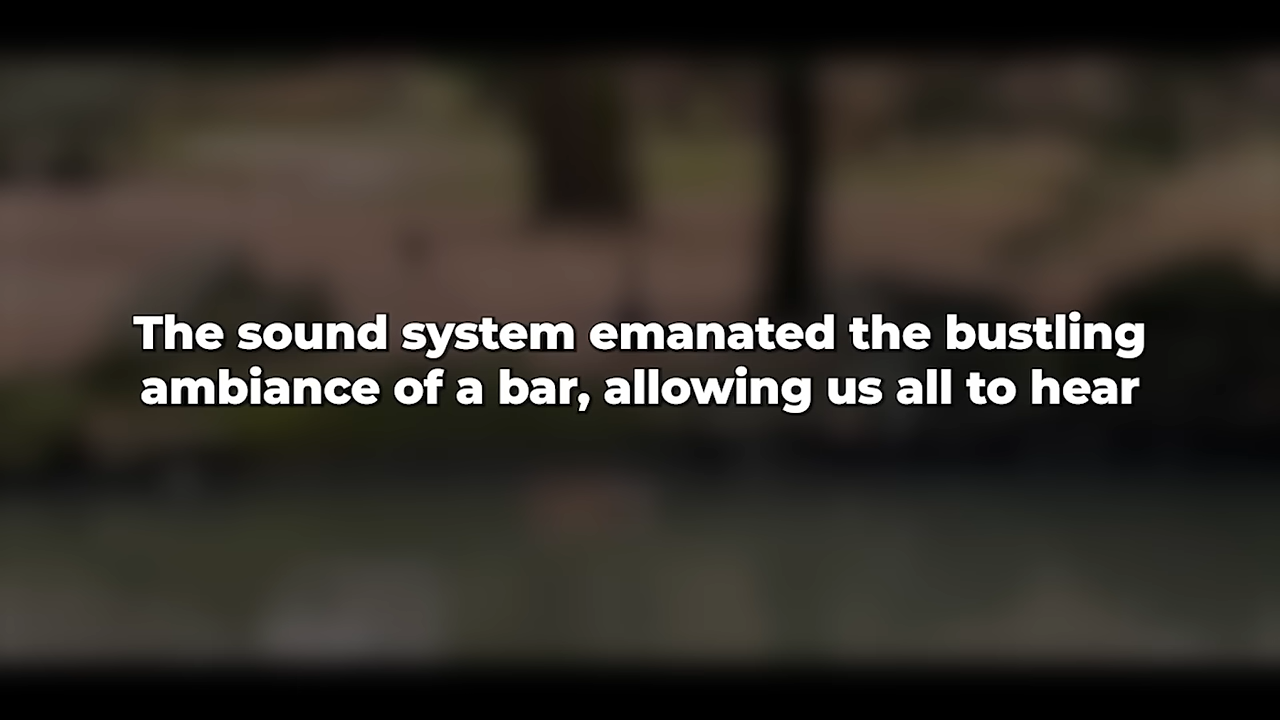 The sound system emanated the bustling
ambiance of a bar, allowing us all to hear